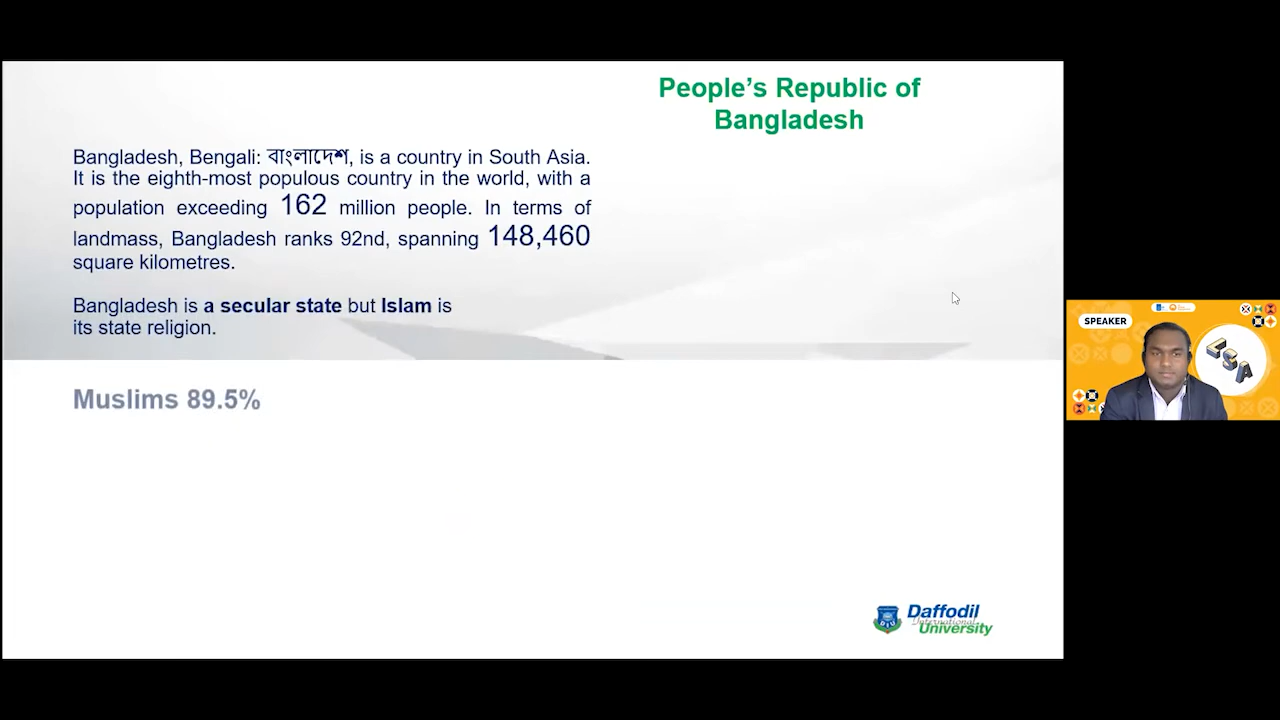 People's Republic of
Bangladesh
Bangladesh, Bengali: বাংলাদেশ, is a country in South Asia.
It is the eighth-most populous country in the world, with a
population exceeding 162 million people. In terms of
landmass, Bangladesh ranks 92nd, spanning 148,460
square kilometres.
Bangladesh is a secular state but Islam is
its state religion.
Muslims 89.5%
SPEAKER
ISA
Daffodil
International
University